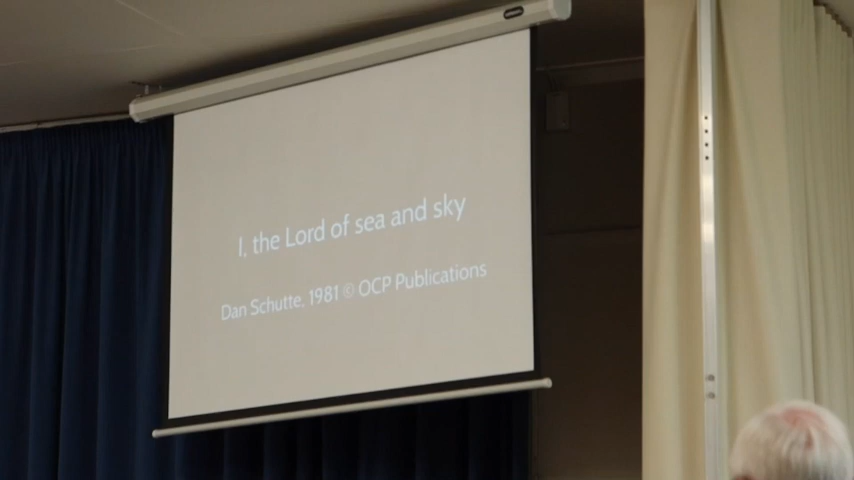 I, the Lord of sea and sky
Dan Schutte, 1981 © OCP Publications